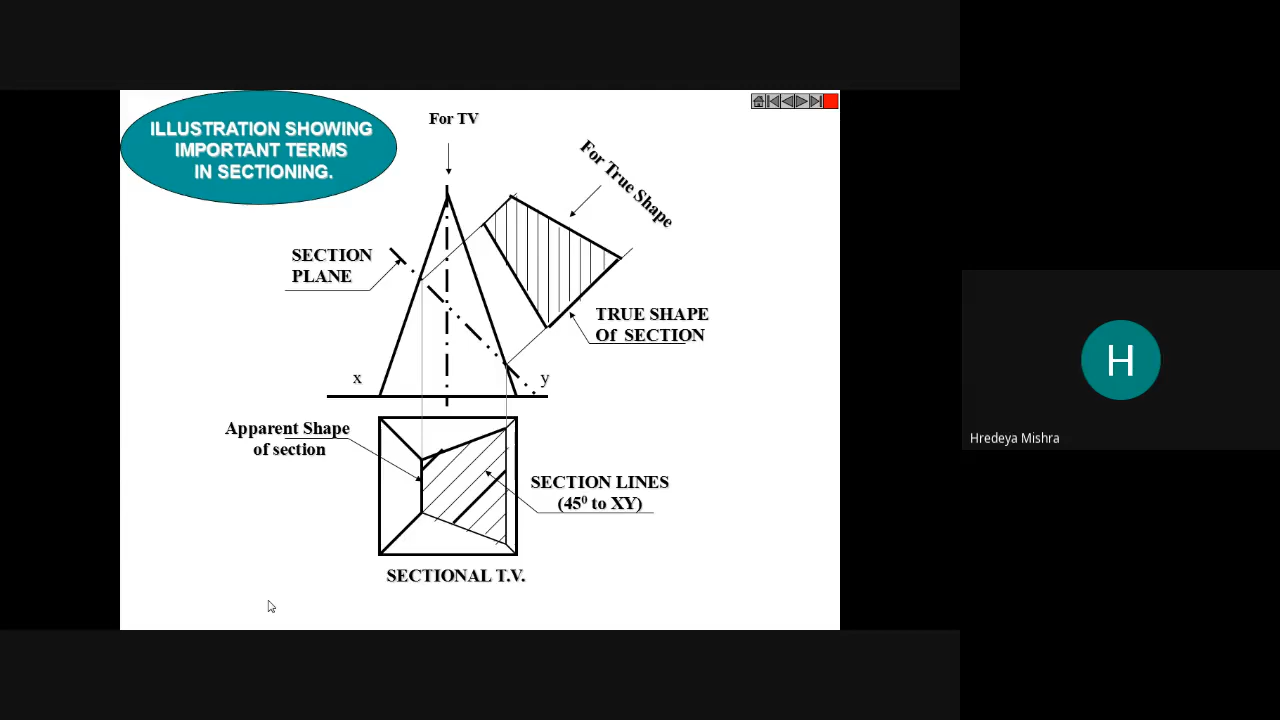 ILLUSTRATION SHOWING
IMPORTANT TERMS
IN SECTIONING.
For TV
For True Shape
SECTION
PLANE
TRUE SHAPE
Of SECTION
x
y
Apparent Shape
of section
SECTION LINES
(45⁰ to XY)
SECTIONAL T.V.
H
Hredeya Mishra